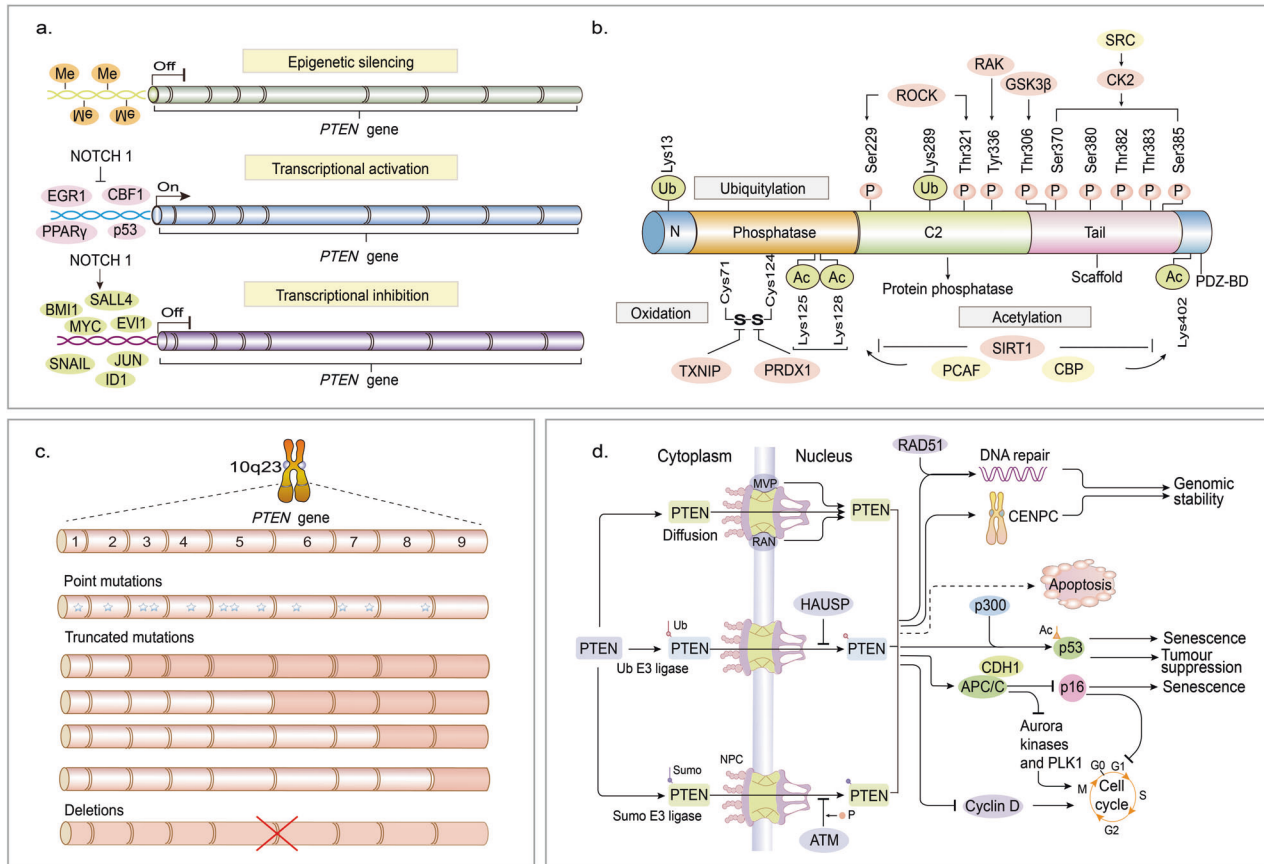 a.
Off
Epigenetic silencing
Me
Me
Me
Me
PTEN gene
NOTCH 1
Transcriptional activation
EGR1
CBF1
On
PPARγ
p53
PTEN gene
NOTCH 1
SALL4
Transcriptional inhibition
BMI1
MYC
EVI1
Off
SNAIL
JUN
ID1
PTEN gene
b.
SRC
RAK
GSK3β
CK2
ROCK
Lys13
Ser229
Lys289
Thr321
Tyr336
Thr306
Ser370
Ser380
Thr382
Thr383
Ser385
Ub
Ubiquitylation
P
Ub
P
P
P
P
P
P
P
P
N
Phosphatase
C2
Tail
Cys71
Cys124
Ac
Ac
Protein phosphatase
Scaffold
Ac
PDZ-BD
Oxidation
S
S
Lys125
Lys128
Acetylation
Lys402
TXNIP
PRDX1
SIRT1
PCAF
CBP
c.
10q23
PTEN gene
1 2 3 4 5 6 7 8 9
Point mutations
Truncated mutations
Deletions
d.
Cytoplasm
Nucleus
RAD51
DNA repair
MVP
PTEN
PTEN
Diffusion
RAN
CENPC
Genomic
stability
Apoptosis
HAUSP
p300
Ub
Ac
PTEN
PTEN
PTEN
p53
Senescence
Ub E3 ligase
Tumour
suppression
CDH1
APC/C
p16
Senescence
Aurora
kinases
and PLK1
Sumo
NPC
PTEN
PTEN
Sumo E3 ligase
P
ATM
Cyclin D
G0
G1
M
Cell
cycle
S
G2